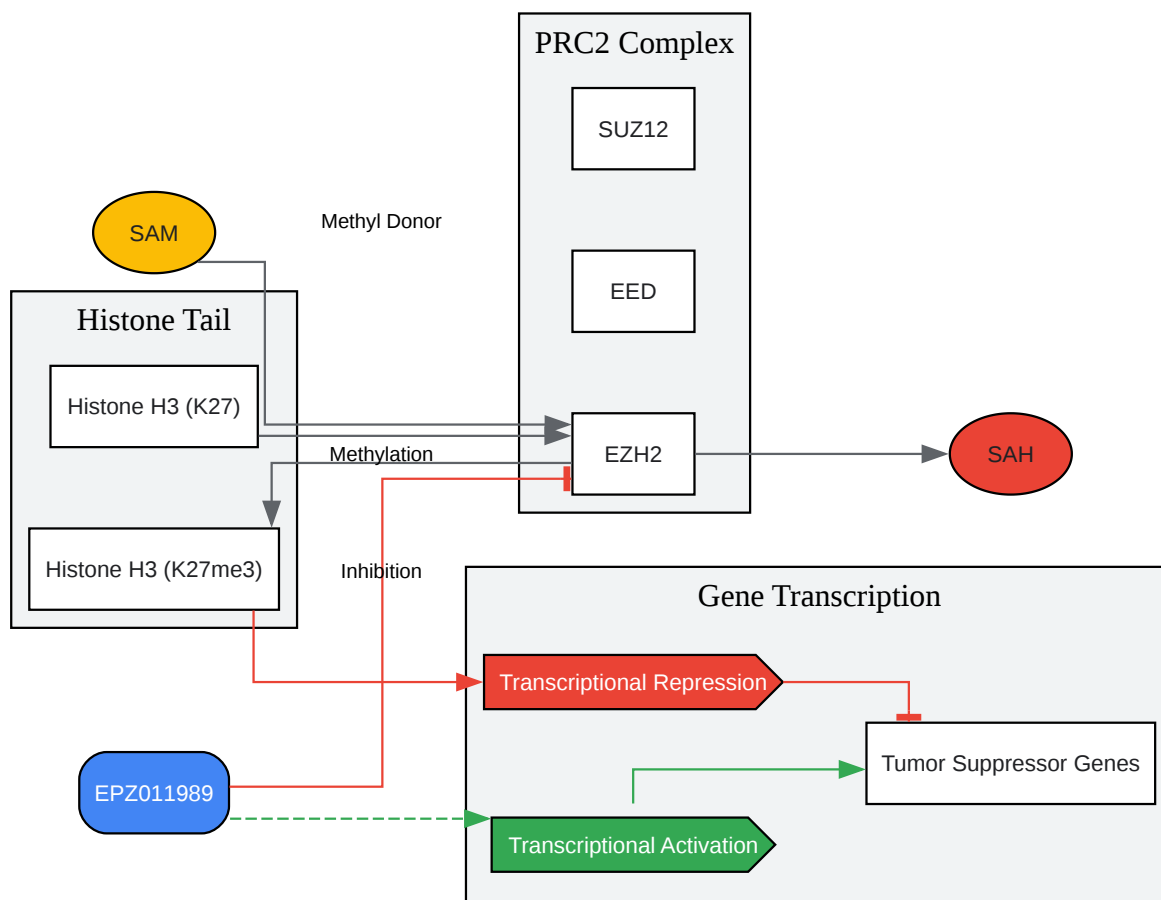 PRC2 Complex
SUZ12
SAM
Methyl Donor
EED
Histone Tail
Histone H3 (K27)
Methylation
EZH2
SAH
Histone H3 (K27me3)
Inhibition
Gene Transcription
Transcriptional Repression
Tumor Suppressor Genes
EPZ011989
Transcriptional Activation